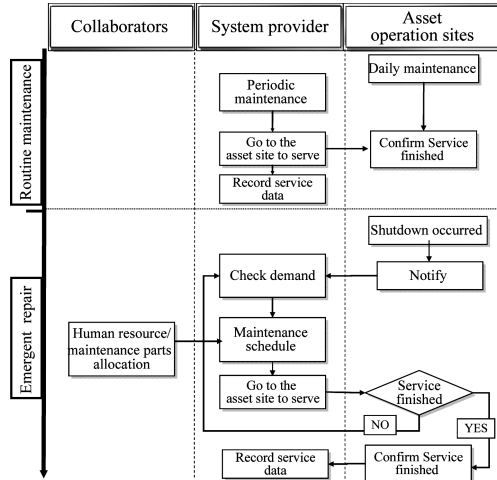 Collaborators
System provider
Asset
operation sites
Routine maintenance
Periodic
maintenance
Daily maintenance
Go to the
asset site to serve
Confirm Service
finished
Record service
data
Emergent repair
Shutdown occurred
Check demand
Notify
Human resource/
maintenance parts
allocation
Maintenance
schedule
Go to the
asset site to serve
Service
finished
NO
YES
Record service
data
Confirm Service
finished